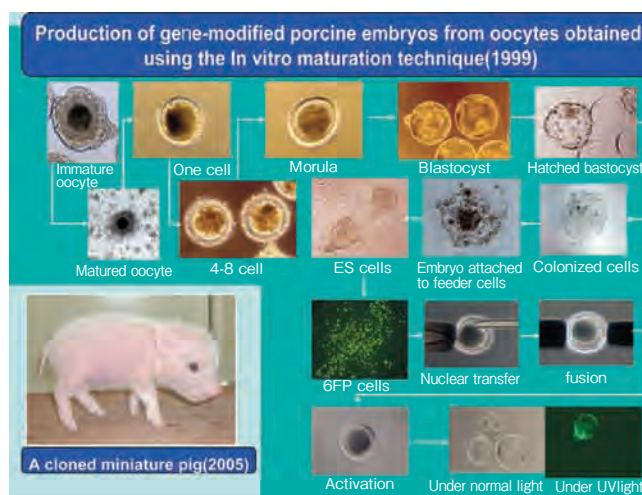 Production of gene-modified porcine embryos from oocytes obtained
using the In vitro maturation technique(1999)
Immature
oocyte
One cell
Morula
Blastocyst
Hatched bastocyst
Matured oocyte
4-8 cell
ES cells
Embryo attached
to feeder cells
Colonized cells
6FP cells
Nuclear transfer
fusion
A cloned miniature pig(2005)
Activation
Under normal light
Under UVlight